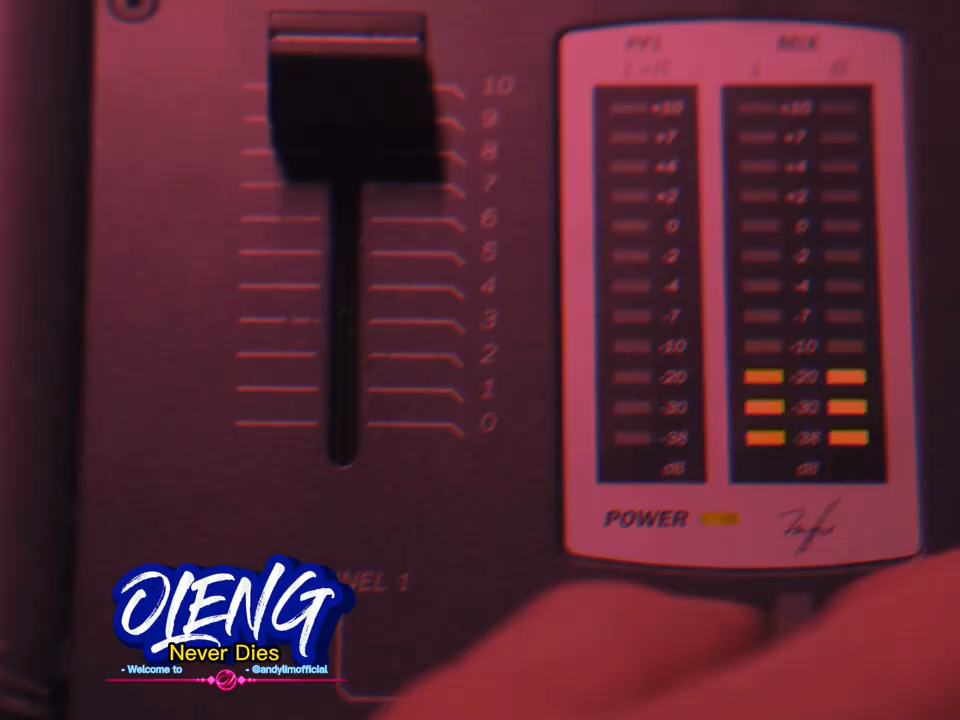 10
9
8
7
6
5
4
3
2
1
0
PFL MIX
L+R L R
+10 +10
+7 +7
+4 +4
+2 +2
0 0
-2 -2
-4 -4
-7 -7
-10 -10
-20 -20
-30 -30
-38 -38
dB dB
POWER
NNEL 1
OLENG
Never Dies
- Welcome to - @andylimofficial